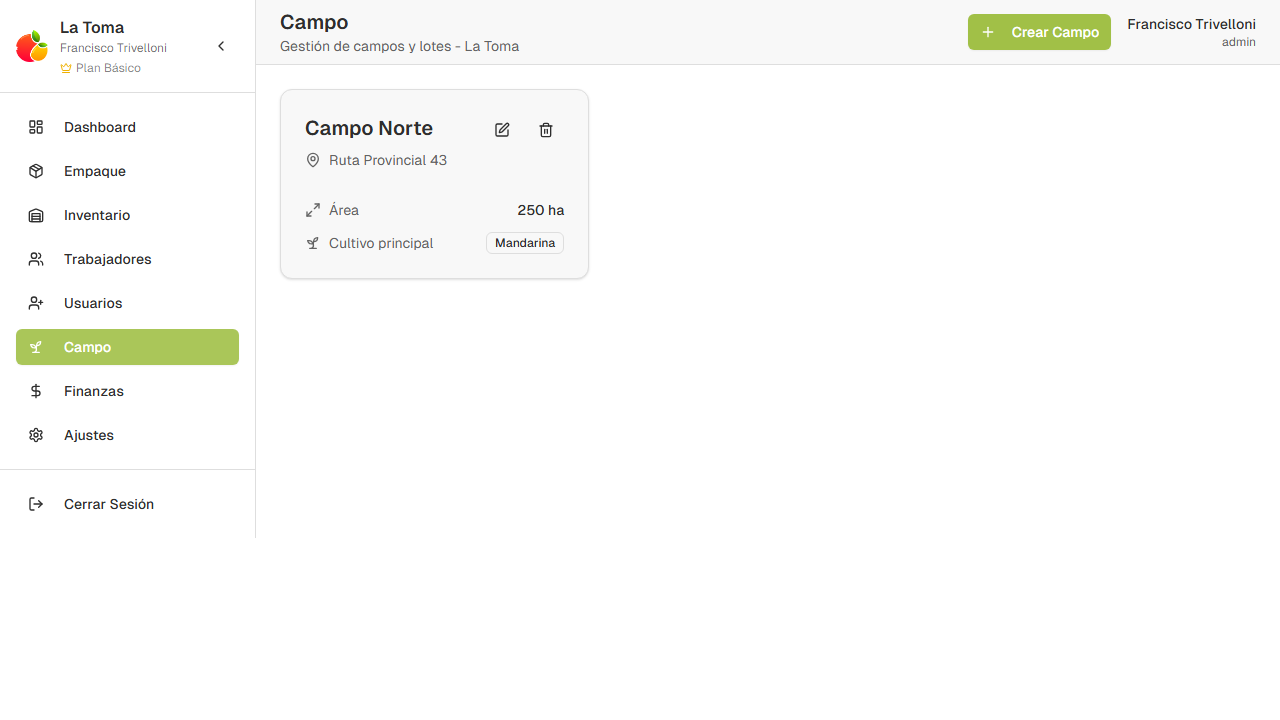 La Toma
Francisco Trivelloni
Plan Básico
Dashboard
Empaque
Inventario
Trabajadores
Usuarios
Campo
Finanzas
Ajustes
Cerrar Sesión
Campo
Gestión de campos y lotes - La Toma
Crear Campo
Francisco Trivelloni
admin
Campo Norte
Ruta Provincial 43
Área 250 ha
Cultivo principal Mandarina